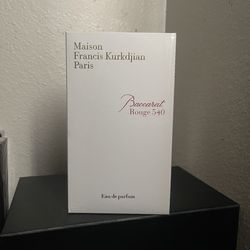 Maison
Francis Kurkdjian
Paris
Baccarat
Rouge 540
Eau de parfum